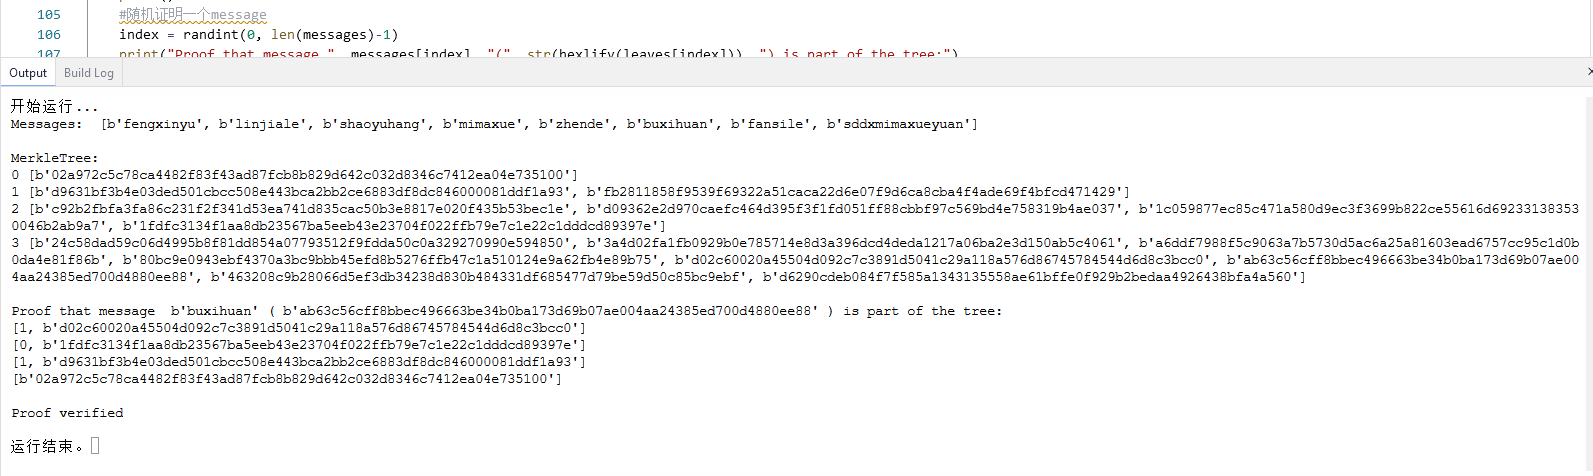 105 #随机证明一个message
106 index = randint(0, len(messages)-1)
107 print("Proof that message ", messages[index], "(", str(hexlify(leaves[index])), ") is part of the tree:")
Output Build Log
开始运行...
Messages:  [b'fengxinyu', b'linjiale', b'shaoyuhang', b'mimaxue', b'zhende', b'buxihuan', b'fansile', b'sddxmimaxueyuan']
MerkleTree:
0 [b'02a972c5c78ca4482f83f43ad87fcb8b829d642c032d8346c7412ea04e735100']
1 [b'd9631bf3b4e03ded501cbcc508e443bca2bb2ce6883df8dc846000081ddf1a93', b'fb2811858f9539f69322a51caca22d6e07f9d6ca8cba4f4ade69f4bfcd471429']
2 [b'c92b2fbfa3fa86c231f2f341d53ea741d835cac50b3e8817e020f435b53bec1e', b'd09362e2d970caefc464d395f3f1fd051ff88cbbf97c569bd4e758319b4ae037', b'1c059877ec85c471a580d9ec3f3699b822ce55616d692331383530046b2ab9a7', b'1fdfc3134f1aa8db23567ba5eeb43e23704f022ffb79e7c1e22c1dddcd89397e']
3 [b'24c58dad59c06d4995b8f81dd854a07793512f9fdda50c0a329270990e594850', b'3a4d02fa1fb0929b0e785714e8d3a396dcd4deda1217a06ba2e3d150ab5c4061', b'a6ddf7988f5c9063a7b5730d5ac6a25a81603ead6757cc95c1d0b
0da4e81f86b', b'80bc9e0943ebf4370a3bc9bbb45efd8b5276ffb47c1a510124e9a62fb4e89b75', b'd02c60020a45504d092c7c3891d5041c29a118a576d86745784544d6d8c3bcc0', b'ab63c56cff8bbec496663be34b0ba173d69b07ae00
4aa24385ed700d4880ee88', b'463208c9b28066d5ef3db34238d830b484331df685477d79be59d50c85bc9ebf', b'd6290cdeb084f7f585a1343135558ae61bffe0f929b2bedaa4926438bfa4a560']
Proof that message  b'buxihuan' ( b'ab63c56cff8bbec496663be34b0ba173d69b07ae004aa24385ed700d4880ee88' ) is part of the tree:
[1, b'd02c60020a45504d092c7c3891d5041c29a118a576d86745784544d6d8c3bcc0']
[0, b'1fdfc3134f1aa8db23567ba5eeb43e23704f022ffb79e7c1e22c1dddcd89397e']
[1, b'd9631bf3b4e03ded501cbcc508e443bca2bb2ce6883df8dc846000081ddf1a93']
[b'02a972c5c78ca4482f83f43ad87fcb8b829d642c032d8346c7412ea04e735100']
Proof verified
运行结束。